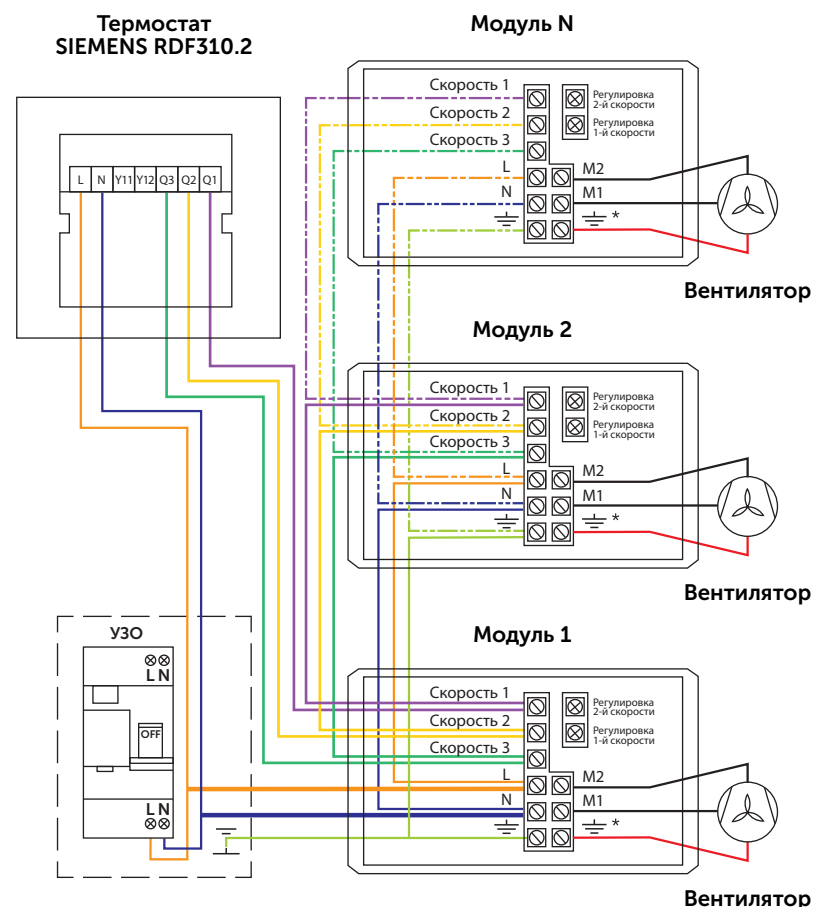 Термостат
SIEMENS RDF310.2
L N Y11 Y12 Q3 Q2 Q1
Модуль N
Скорость 1
Скорость 2
Скорость 3
L
N
Регулировка
2-й скорости
Регулировка
1-й скорости
M2
M1
*
Вентилятор
Модуль 2
Скорость 1
Скорость 2
Скорость 3
L
N
Регулировка
2-й скорости
Регулировка
1-й скорости
M2
M1
*
Вентилятор
УЗО
L N
OFF
L N
Модуль 1
Скорость 1
Скорость 2
Скорость 3
L
N
Регулировка
2-й скорости
Регулировка
1-й скорости
M2
M1
*
Вентилятор